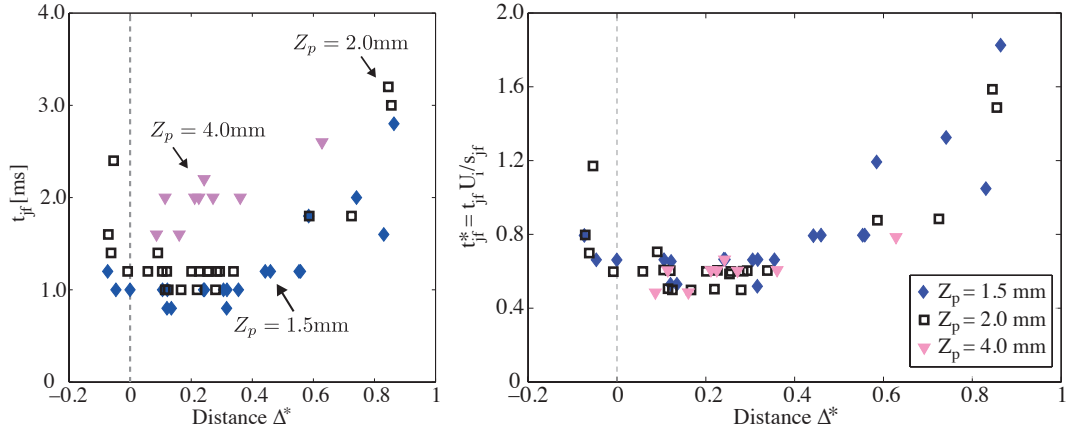 4.0
3.0
2.0
1.0
0
−0.2
0
0.2
0.4
0.6
0.8
1
t_jf [ms]
Distance Δ*
Z_p = 2.0mm
Z_p = 4.0mm
Z_p = 1.5mm
2.0
1.6
1.2
0.8
0.4
0
−0.2
0
0.2
0.4
0.6
0.8
1
t*_jf = t_jf U_i/s_jf
Distance Δ*
Z_p = 1.5 mm
Z_p = 2.0 mm
Z_p = 4.0 mm